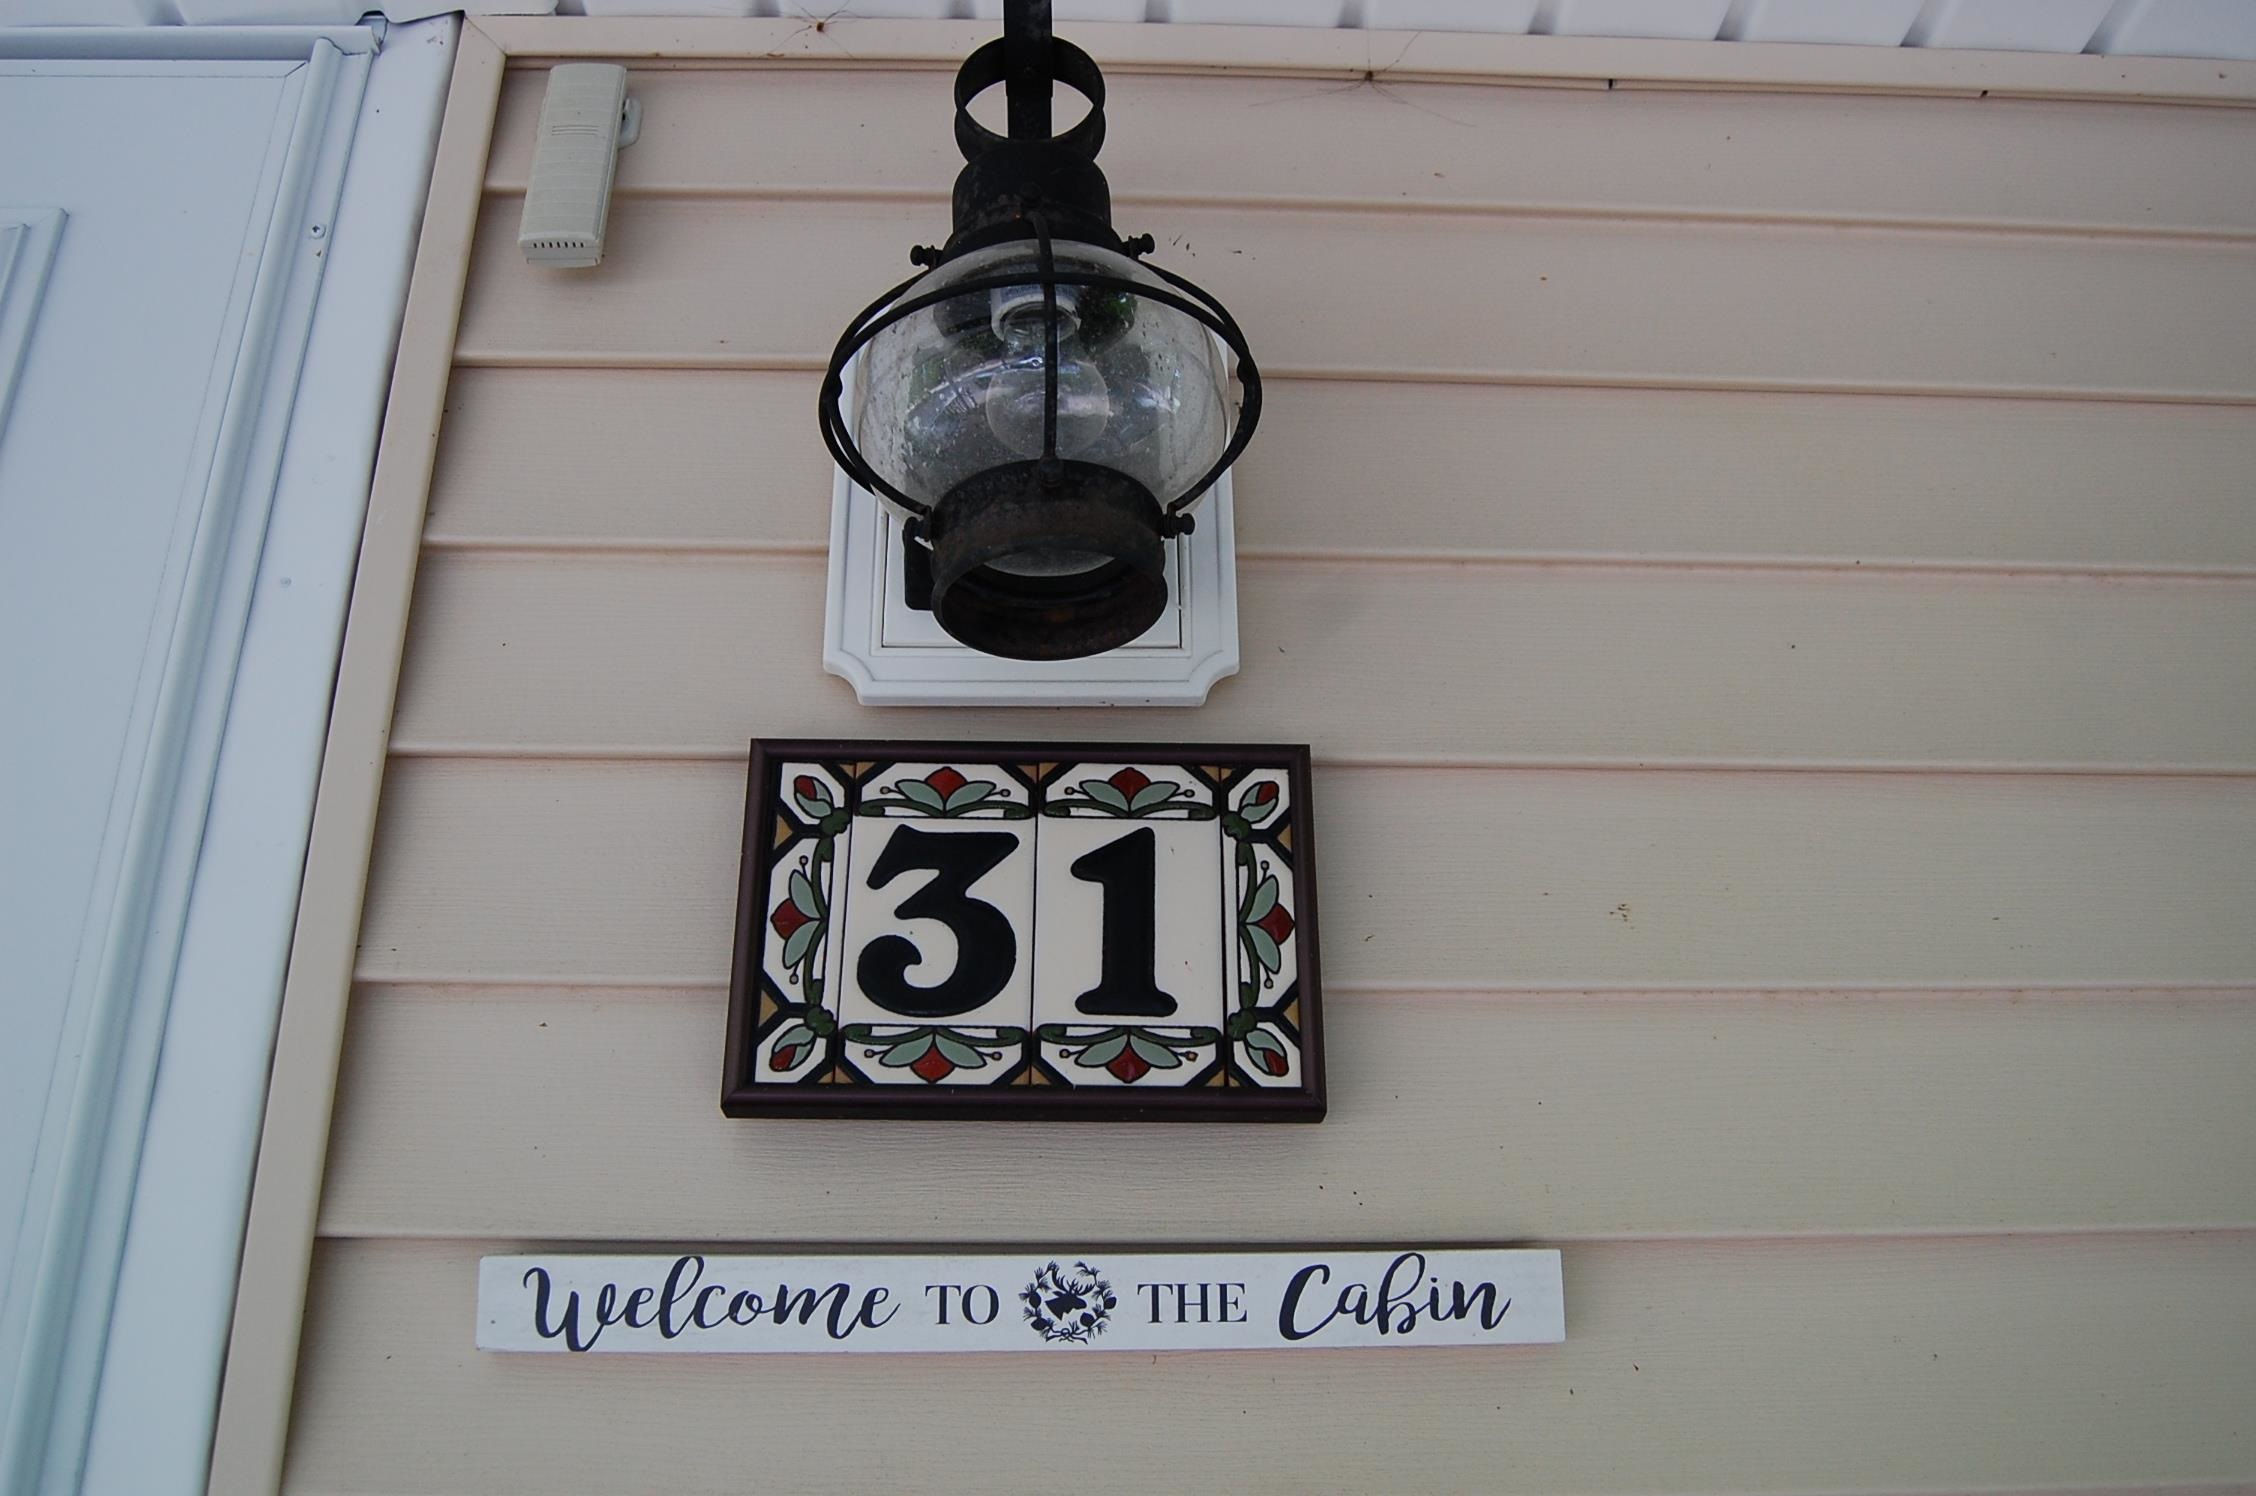 31
Welcome TO THE Cabin